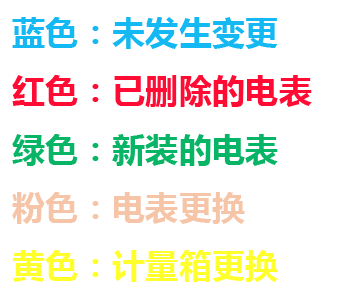 蓝色：未发生变更
红色：已删除的电表
绿色：新装的电表
粉色：电表更换
黄色：计量箱更换